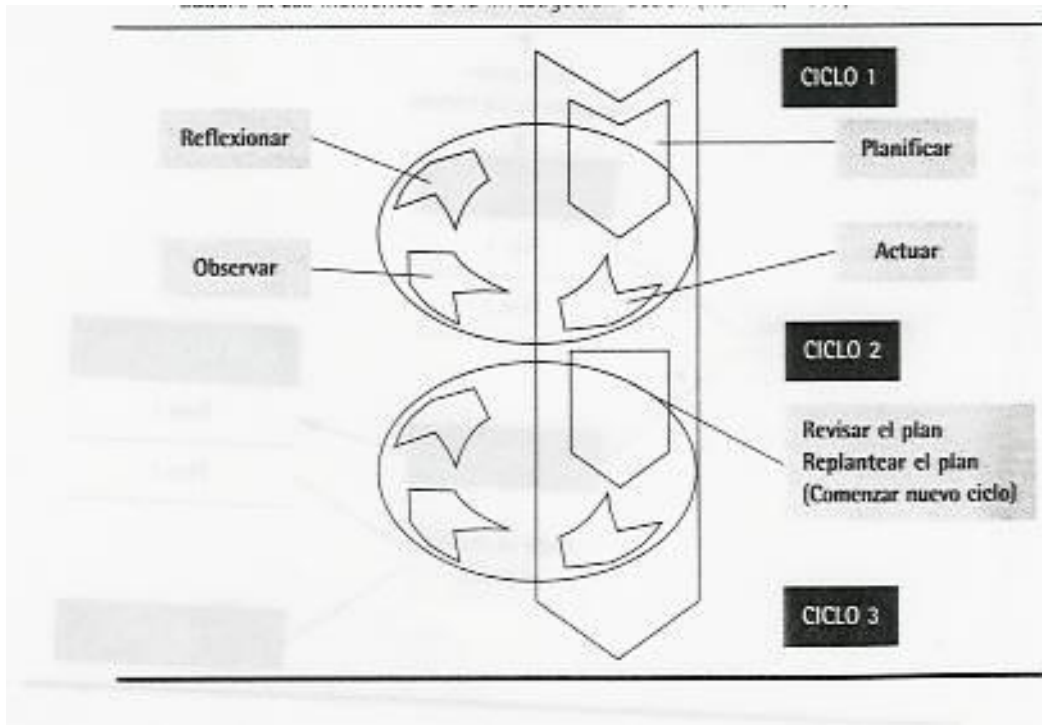 CICLO 1
Reflexionar
Planificar
Observar
Actuar
CICLO 2
Revisar el plan
Replantear el plan
(Comenzar nuevo ciclo)
CICLO 3